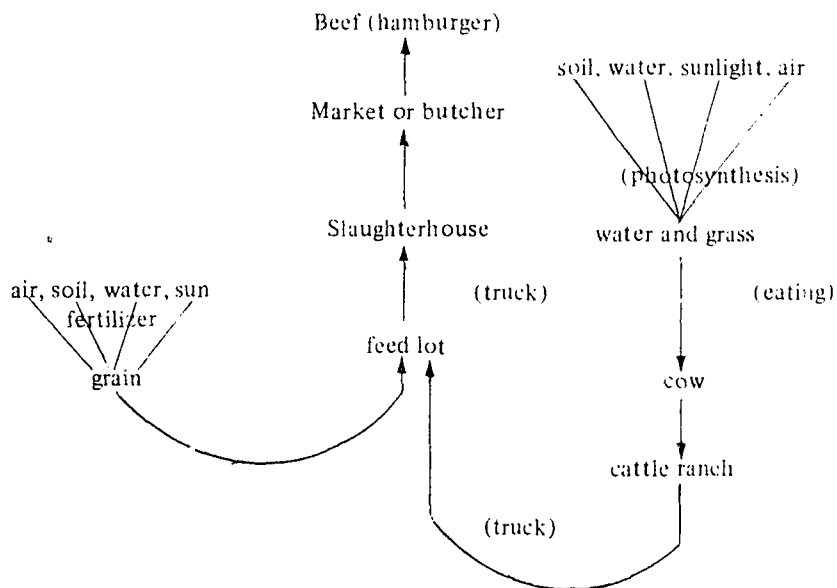 Beef (hamburger)
soil, water, sunlight, air
Market or butcher
(photosynthesis)
Slaughterhouse
water and grass
air, soil, water, sun
fertilizer
(truck)
(eating)
feed lot
grain
cow
cattle ranch
(truck)